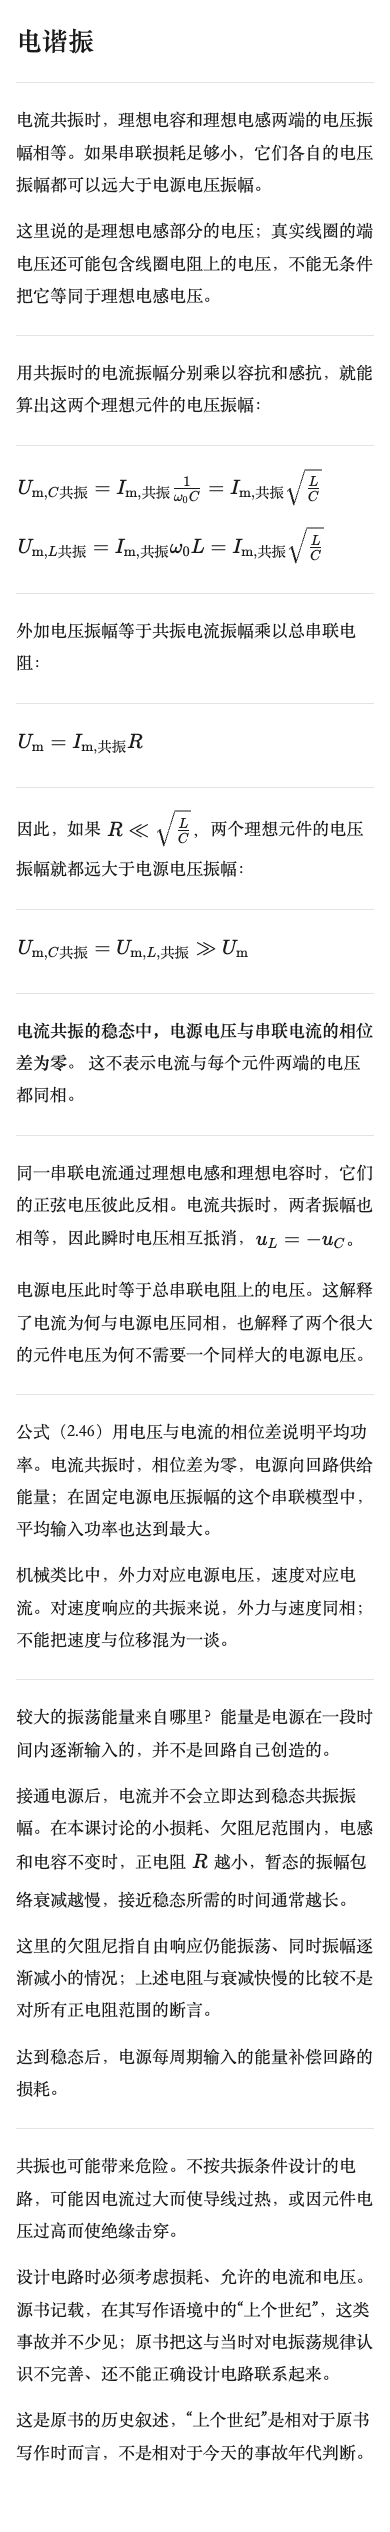 电谐振
电流共振时，理想电容和理想电感两端的电压振
幅相等。如果串联损耗足够小，它们各自的电压
振幅都可以远大于电源电压振幅。
这里说的是理想电感部分的电压；真实线圈的端
电压还可能包含线圈电阻上的电压，不能无条件
把它等同于理想电感电压。
用共振时的电流振幅分别乘以容抗和感抗，就能
算出这两个理想元件的电压振幅：
U_{m,C共振} = I_{m,共振} \frac{1}{ω_0 C} = I_{m,共振} \sqrt{\frac{L}{C}}
U_{m,L共振} = I_{m,共振} ω_0 L = I_{m,共振} \sqrt{\frac{L}{C}}
外加电压振幅等于共振电流振幅乘以总串联电
阻：
U_m = I_{m,共振} R
因此，如果 R ≪ \sqrt{\frac{L}{C}}，两个理想元件的电压
振幅就都远大于电源电压振幅：
U_{m,C共振} = U_{m,L,共振} ≫ U_m
电流共振的稳态中，电源电压与串联电流的相位
差为零。 这不表示电流与每个元件两端的电压
都同相。
同一串联电流通过理想电感和理想电容时，它们
的正弦电压彼此反相。电流共振时，两者振幅也
相等，因此瞬时电压相互抵消，u_L = −u_C。
电源电压此时等于总串联电阻上的电压。这解释
了电流为何与电源电压同相，也解释了两个很大
的元件电压为何不需要一个同样大的电源电压。
公式（2.46）用电压与电流的相位差说明平均功
率。电流共振时，相位差为零，电源向回路供给
能量；在固定电源电压振幅的这个串联模型中，
平均输入功率也达到最大。
机械类比中，外力对应电源电压，速度对应电
流。对速度响应的共振来说，外力与速度同相；
不能把速度与位移混为一谈。
较大的振荡能量来自哪里？能量是电源在一段时
间内逐渐输入的，并不是回路自己创造的。
接通电源后，电流并不会立即达到稳态共振振
幅。在本课讨论的小损耗、欠阻尼范围内，电感
和电容不变时，正电阻 R 越小，暂态的振幅包
络衰减越慢，接近稳态所需的时间通常越长。
这里的欠阻尼指自由响应仍能振荡、同时振幅逐
渐减小的情况；上述电阻与衰减快慢的比较不是
对所有正电阻范围的断言。
达到稳态后，电源每周期输入的能量补偿回路的
损耗。
共振也可能带来危险。不按共振条件设计的电
路，可能因电流过大而使导线过热，或因元件电
压过高而使绝缘击穿。
设计电路时必须考虑损耗、允许的电流和电压。
源书记载，在其写作语境中的“上个世纪”，这类
事故并不少见；原书把这与当时对电振荡规律认
识不完善、还不能正确设计电路联系起来。
这是原书的历史叙述，“上个世纪”是相对于原书
写作时而言，不是相对于今天的事故年代判断。